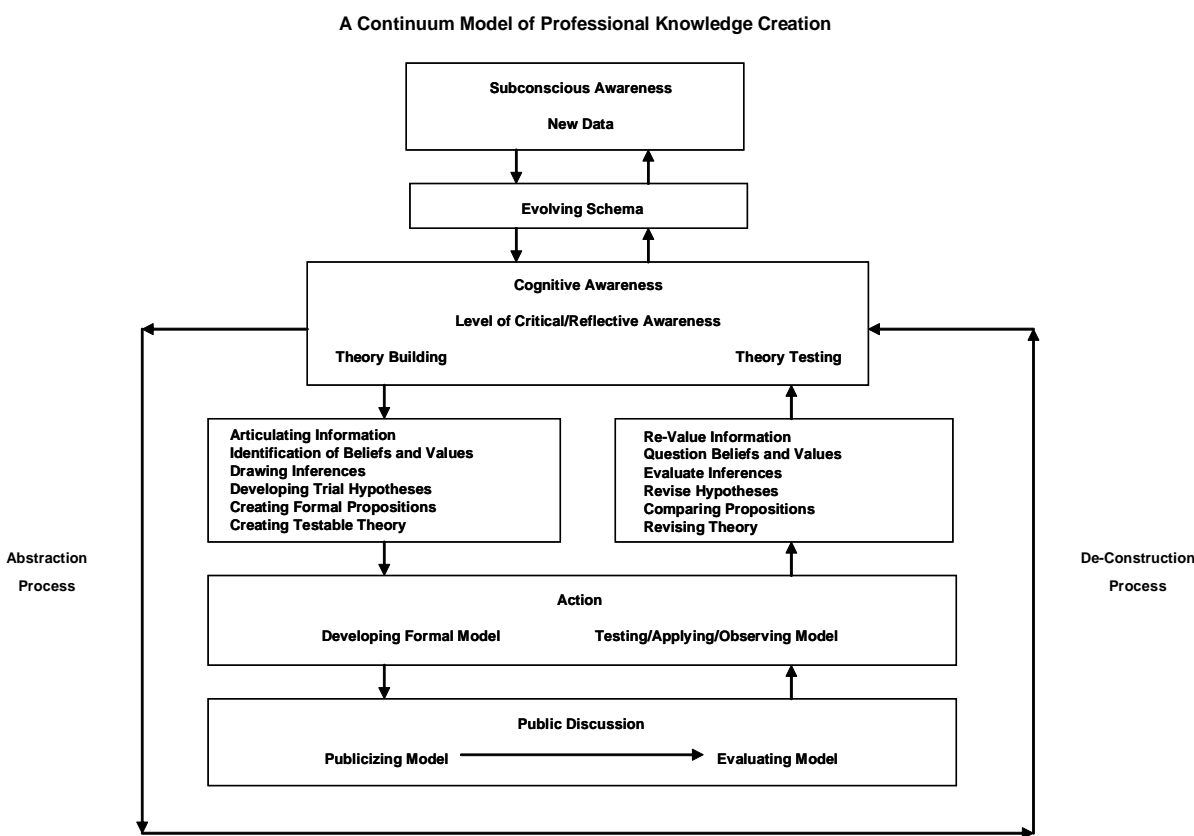 A Continuum Model of Professional Knowledge Creation
Subconscious Awareness
New Data
Evolving Schema
Cognitive Awareness
Level of Critical/Reflective Awareness
Theory Building
Theory Testing
Articulating Information
Identification of Beliefs and Values
Drawing Inferences
Developing Trial Hypotheses
Creating Formal Propositions
Creating Testable Theory
Re-Value Information
Question Beliefs and Values
Evaluate Inferences
Revise Hypotheses
Comparing Propositions
Revising Theory
Abstraction
Process
De-Construction
Process
Action
Developing Formal Model
Testing/Applying/Observing Model
Public Discussion
Publicizing Model
Evaluating Model